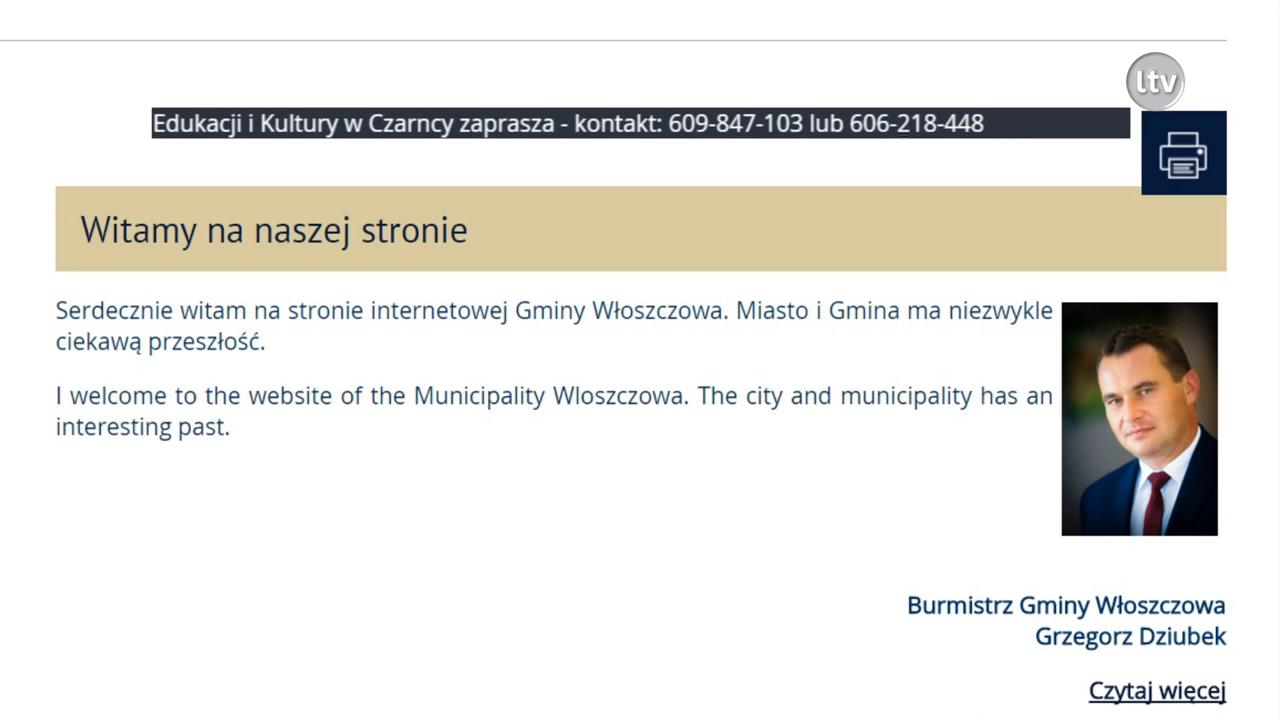 ltv
Edukacji i Kultury w Czarncy zaprasza - kontakt: 609-847-103 lub 606-218-448
Witamy na naszej stronie
Serdecznie witam na stronie internetowej Gminy Włoszczowa. Miasto i Gmina ma niezwykle
ciekawą przeszłość.
I welcome to the website of the Municipality Wloszczowa. The city and municipality has an
interesting past.
Burmistrz Gminy Włoszczowa
Grzegorz Dziubek
Czytaj więcej